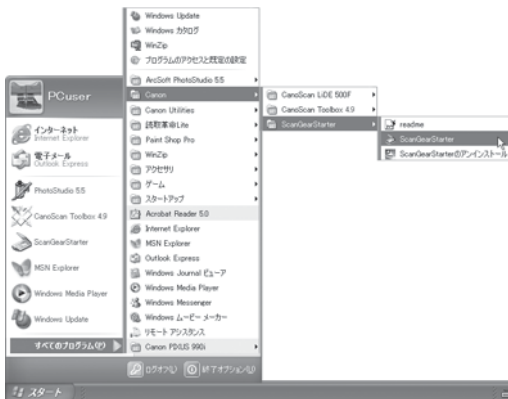 Windows Update
Windows カタログ
WinZip
プログラムのアクセスと既定の設定
ArcSoft PhotoStudio 5.5
Canon
Canon Utilities
読取革命Lite
Paint Shop Pro
WinZip
アクセサリ
ゲーム
スタートアップ
Acrobat Reader 5.0
Internet Explorer
MSN Explorer
Outlook Express
Windows Journal ビューア
Windows Media Player
Windows Messenger
Windows ムービー メーカー
リモート アシスタンス
Canon PIXUS 990i
CanoScan LiDE 500F
CanoScan Toolbox 4.9
ScanGearStarter
readme
ScanGearStarter
ScanGearStarterのアンインストール
PCuser
インターネット
Internet Explorer
電子メール
Outlook Express
PhotoStudio 5.5
CanoScan Toolbox 4.9
ScanGearStarter
MSN Explorer
Windows Media Player
Windows Update
すべてのプログラム(P)
ログオフ(L)
終了オプション(U)
スタート